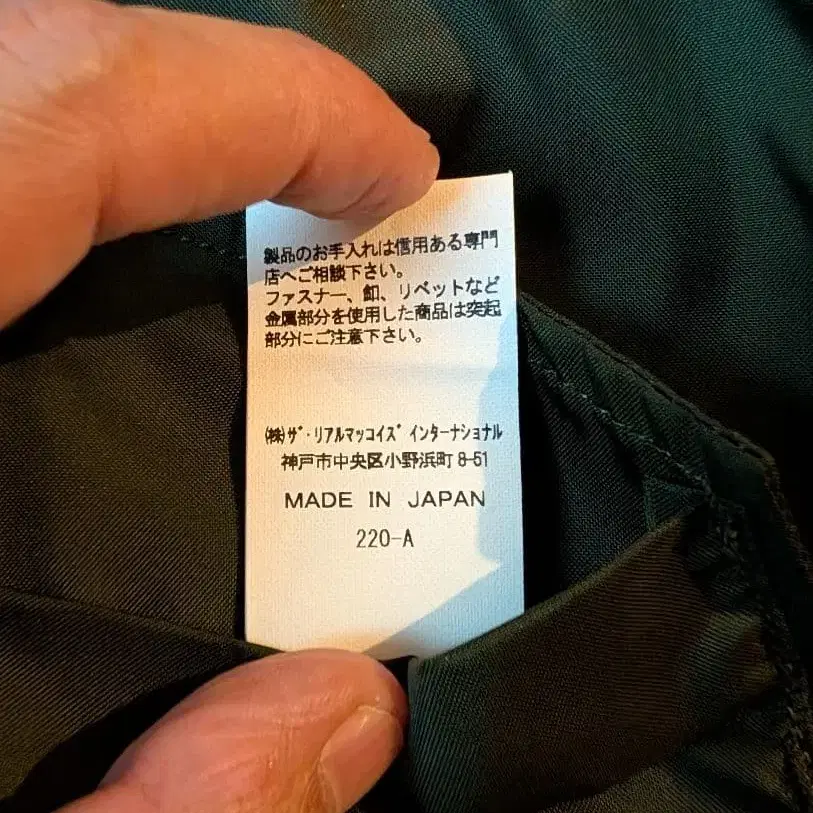 製品のお手入れは信用ある専門
店へご相談下さい。
ファスナー、釦、リベットなど
金属部分を使用した商品は突起
部分にご注意下さい。
㈱ザ・リアルマッコイズ インターナショナル
神戸市中央区小野浜町 8-51
MADE IN JAPAN
220-A